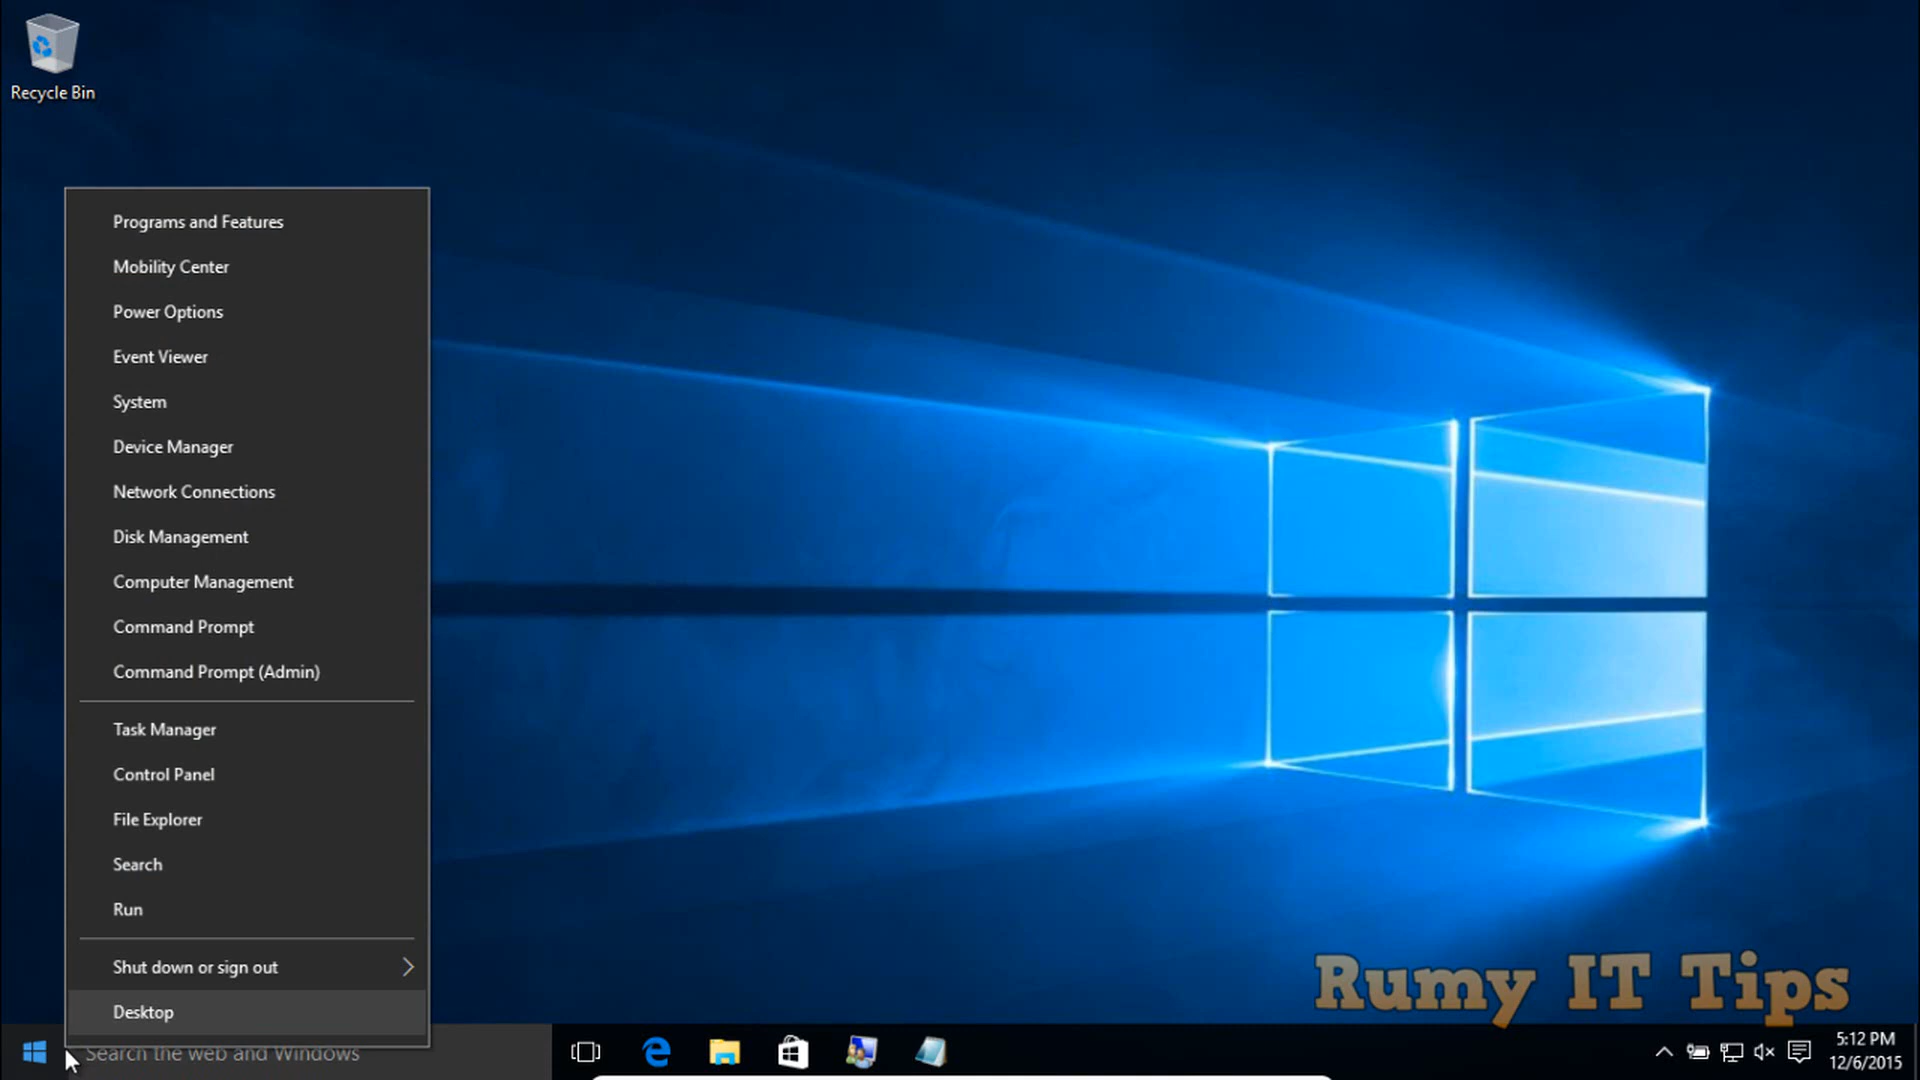 Recycle Bin
Programs and Features
Mobility Center
Power Options
Event Viewer
System
Device Manager
Network Connections
Disk Management
Computer Management
Command Prompt
Command Prompt (Admin)
Task Manager
Control Panel
File Explorer
Search
Run
Shut down or sign out
Desktop
Rumy IT Tips
Search the web and Windows
5:12 PM
12/6/2015